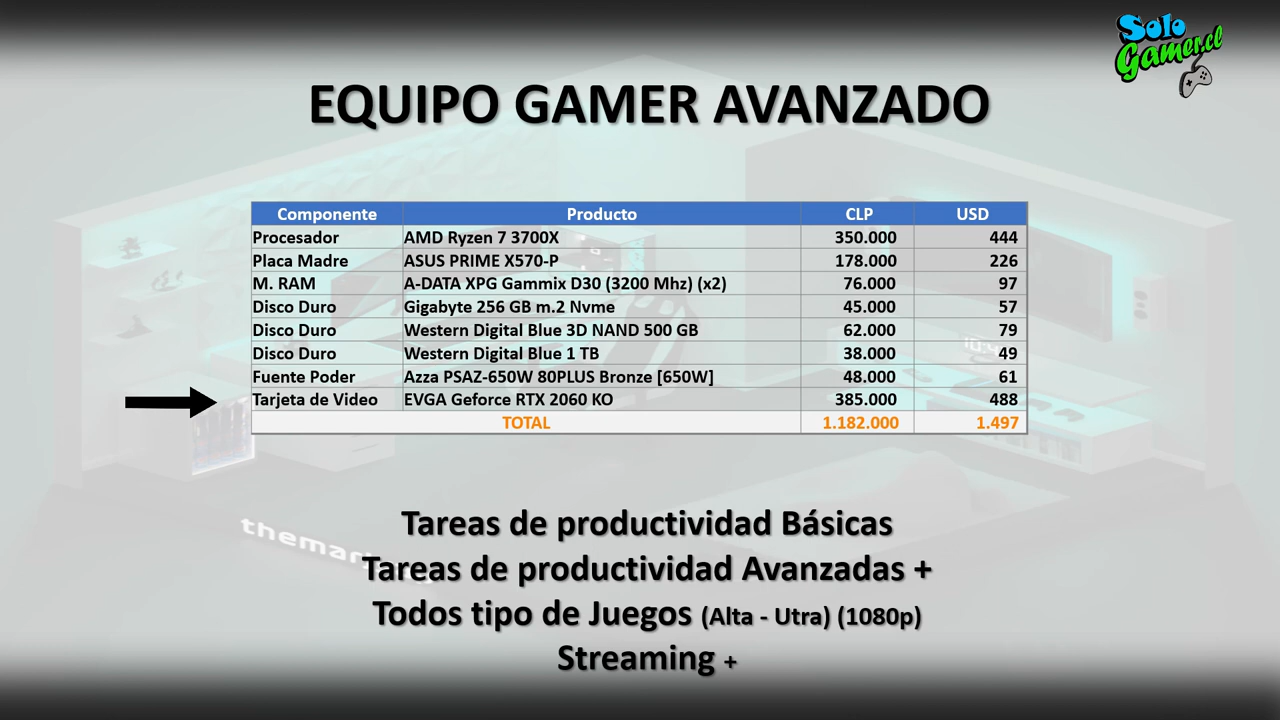 Solo
Gamer.cl
EQUIPO GAMER AVANZADO
Componente Producto CLP USD
Procesador AMD Ryzen 7 3700X 350.000 444
Placa Madre ASUS PRIME X570-P 178.000 226
M. RAM A-DATA XPG Gammix D30 (3200 Mhz) (x2) 76.000 97
Disco Duro Gigabyte 256 GB m.2 Nvme 45.000 57
Disco Duro Western Digital Blue 3D NAND 500 GB 62.000 79
Disco Duro Western Digital Blue 1 TB 38.000 49
Fuente Poder Azza PSAZ-650W 80PLUS Bronze [650W] 48.000 61
Tarjeta de Video EVGA Geforce RTX 2060 KO 385.000 488
TOTAL 1.182.000 1.497
Tareas de productividad Básicas
Tareas de productividad Avanzadas +
Todos tipo de Juegos (Alta - Utra) (1080p)
Streaming +